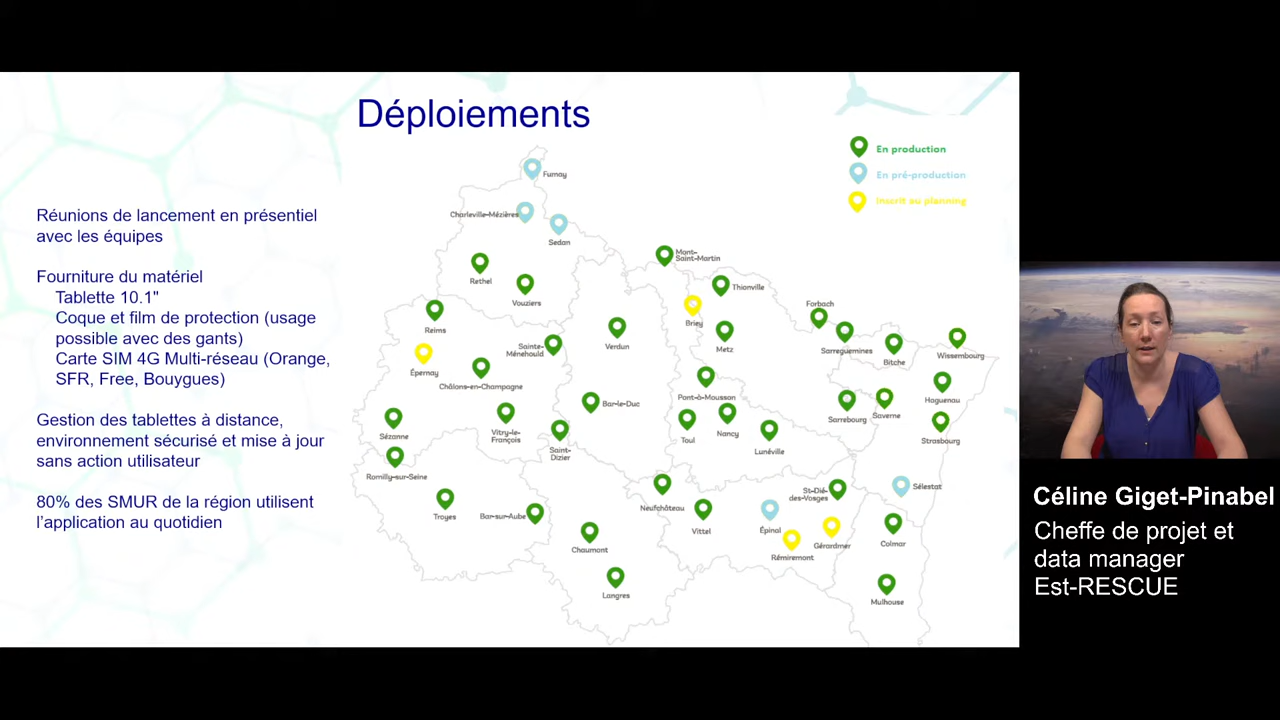 Déploiements
En production
En pré-production
Inscrit au planning
Réunions de lancement en présentiel
avec les équipes
Fourniture du matériel
Tablette 10.1"
Coque et film de protection (usage
possible avec des gants)
Carte SIM 4G Multi-réseau (Orange,
SFR, Free, Bouygues)
Gestion des tablettes à distance,
environnement sécurisé et mise à jour
sans action utilisateur
80% des SMUR de la région utilisent
l'application au quotidien
Fumay
Charleville-Mézières
Sedan
Rethel
Vouziers
Mont-
Saint-Martin
Thionville
Briey
Metz
Forbach
Sarreguemines
Bitche
Wissembourg
Reims
Épernay
Sainte-
Ménehould
Châlons-en-Champagne
Verdun
Pont-à-Mousson
Haguenau
Bar-le-Duc
Sarrebourg
Saverne
Sézanne
Vitry-le-
François
Saint-
Dizier
Toul
Nancy
Lunéville
Strasbourg
Romilly-sur-Seine
Troyes
Bar-sur-Aube
Neufchâteau
Vittel
St-Dié-
des-Vosges
Sélestat
Épinal
Rémiremont
Gérardmer
Colmar
Chaumont
Langres
Mulhouse
Céline Giget-Pinabel
Cheffe de projet et
data manager
Est-RESCUE